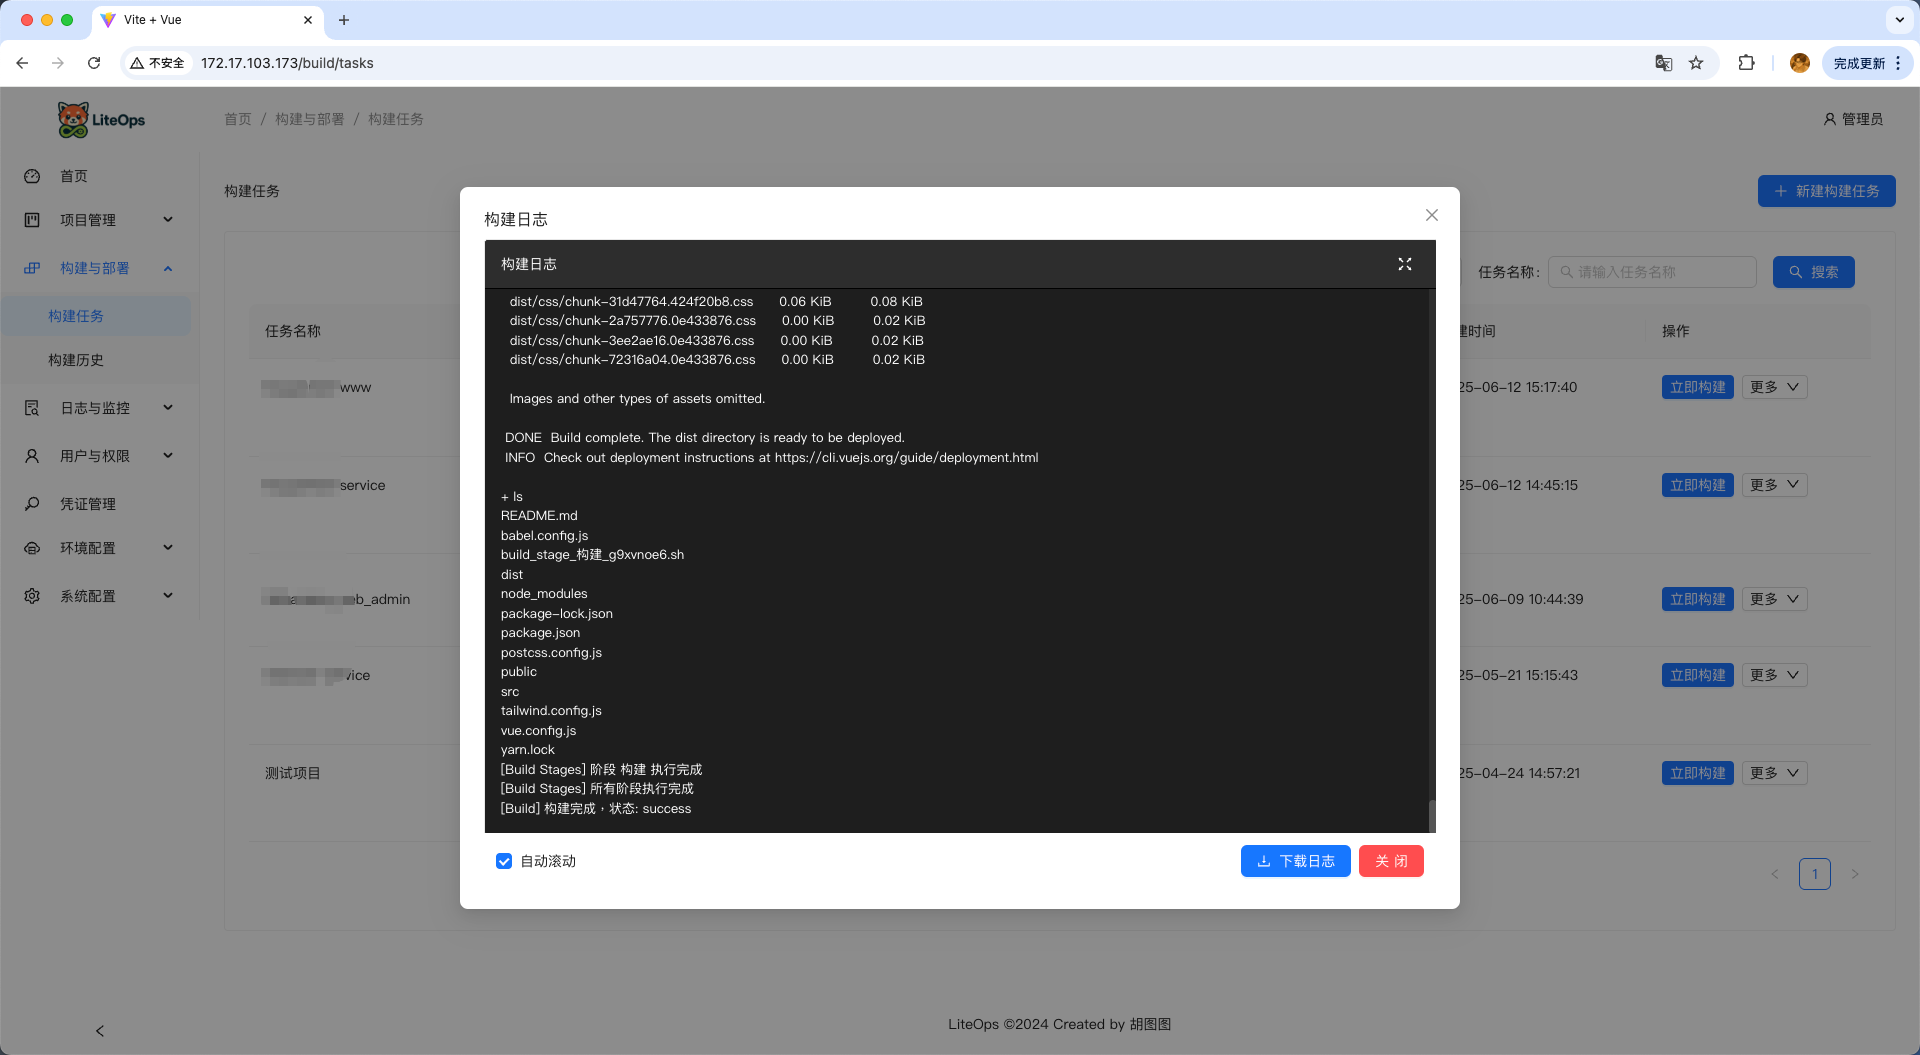 Vite + Vue
不安全
172.17.103.173/build/tasks
完成更新
LiteOps
首页 / 构建与部署 / 构建任务
管理员
首页
项目管理
构建与部署
构建任务
构建历史
日志与监控
用户与权限
凭证管理
环境配置
系统配置
构建任务
新建构建任务
任务名称:
请输入任务名称
搜索
任务名称
建时间
操作
www
25-06-12 15:17:40
立即构建
更多
service
25-06-12 14:45:15
立即构建
更多
eb_admin
25-06-09 10:44:39
立即构建
更多
vice
25-05-21 15:15:43
立即构建
更多
测试项目
25-04-24 14:57:21
立即构建
更多
1
构建日志
构建日志
dist/css/chunk-31d47764.424f20b8.css 0.06 KiB 0.08 KiB
dist/css/chunk-2a757776.0e433876.css 0.00 KiB 0.02 KiB
dist/css/chunk-3ee2ae16.0e433876.css 0.00 KiB 0.02 KiB
dist/css/chunk-72316a04.0e433876.css 0.00 KiB 0.02 KiB
Images and other types of assets omitted.
DONE Build complete. The dist directory is ready to be deployed.
INFO Check out deployment instructions at https://cli.vuejs.org/guide/deployment.html
+ ls
README.md
babel.config.js
build_stage_构建_g9xvnoe6.sh
dist
node_modules
package-lock.json
package.json
postcss.config.js
public
src
tailwind.config.js
vue.config.js
yarn.lock
[Build Stages] 阶段 构建 执行完成
[Build Stages] 所有阶段执行完成
[Build] 构建完成，状态: success
自动滚动
下载日志
关 闭
LiteOps ©2024 Created by 胡图图